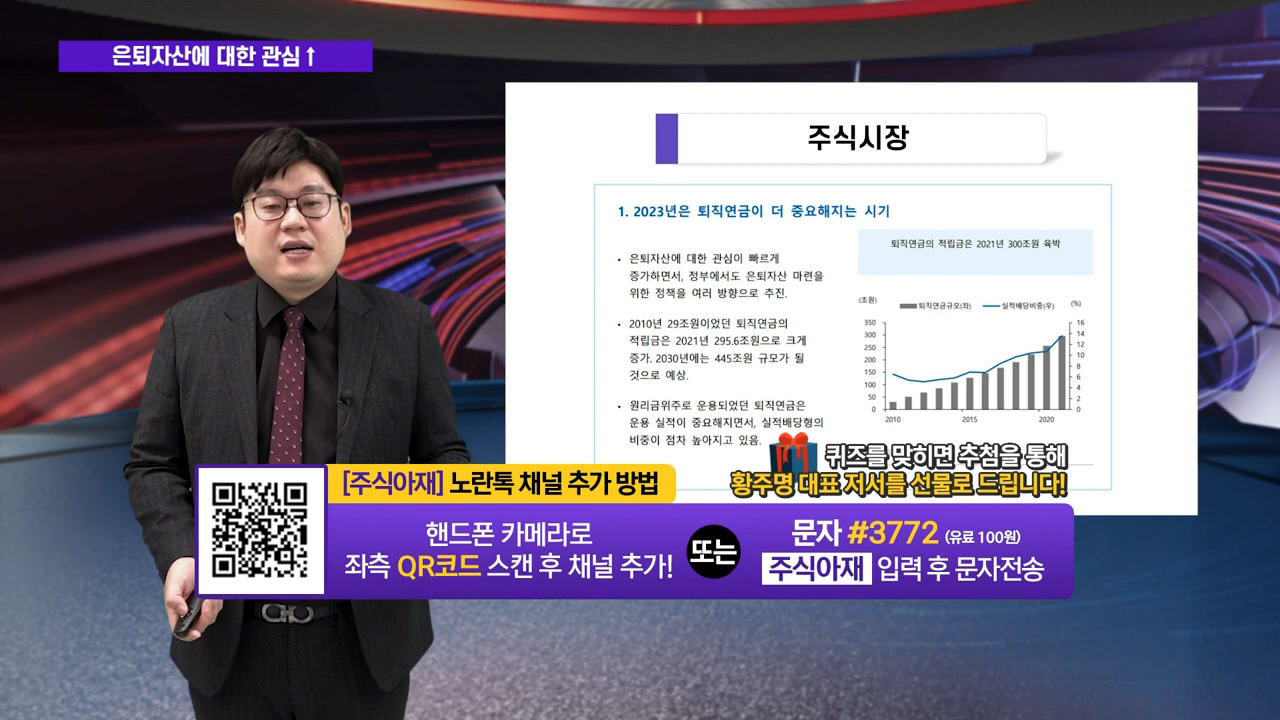 은퇴자산에 대한 관심↑
주식시장
1. 2023년은 퇴직연금이 더 중요해지는 시기
• 은퇴자산에 대한 관심이 빠르게
증가하면서, 정부에서도 은퇴자산 마련을
위한 정책을 여러 방향으로 추진.
• 2010년 29조원이었던 퇴직연금의
적립금은 2021년 295.6조원으로 크게
증가. 2030년에는 445조원 규모가 될
것으로 예상.
• 원리금위주로 운용되었던 퇴직연금은
운용 실적이 중요해지면서, 실적배당형의
비중이 점차 높아지고 있음.
퇴직연금의 적립금은 2021년 300조원 육박
(조원) 퇴직연금규모(좌) 실적배당비중(우) (%)
350 16
300 14
250 12
200 10
150 8
100 6
50 4
0 2
0
2010 2015 2020
퀴즈를 맞히면 추첨을 통해
황주명 대표 저서를 선물로 드립니다!
[주식아재] 노란톡 채널 추가 방법
핸드폰 카메라로
좌측 QR코드 스캔 후 채널 추가!
또는
문자 #3772 (유료 100원)
주식아재 입력 후 문자전송